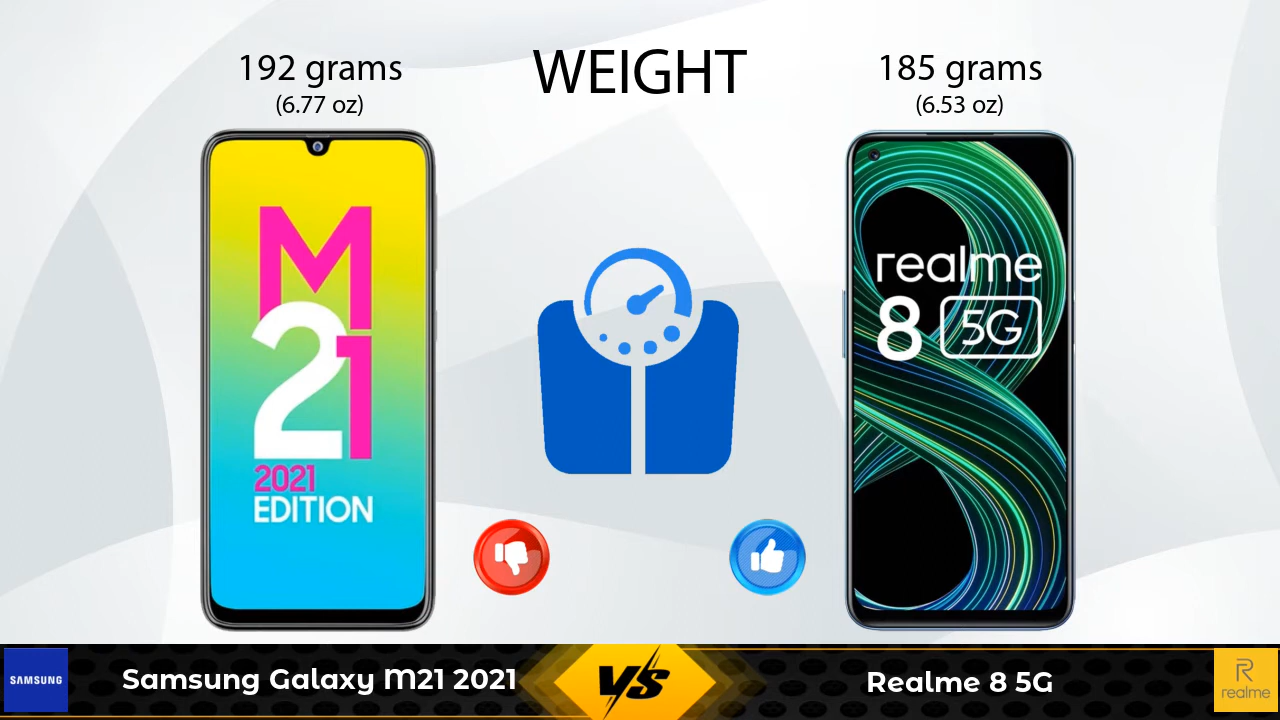 192 grams
(6.77 oz)
WEIGHT
185 grams
(6.53 oz)
M
21
2021
EDITION
realme
8 5G
SAMSUNG
Samsung Galaxy M21 2021
VS
Realme 8 5G
R
realme